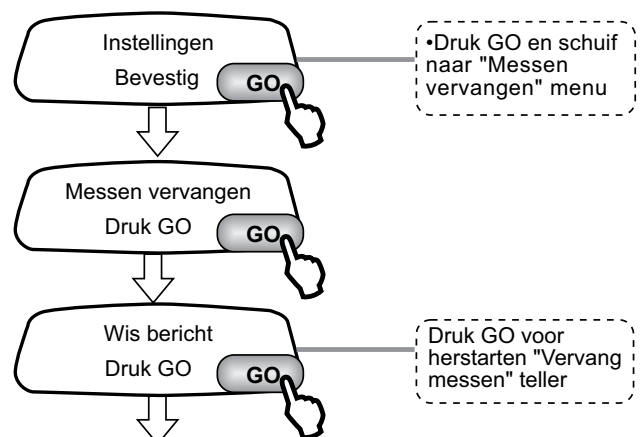 Instellingen
Bevestig
GO
•Druk GO en schuif
naar "Messen
vervangen" menu
Messen vervangen
Druk GO
GO
Wis bericht
Druk GO
GO
Druk GO voor
herstarten "Vervang
messen" teller